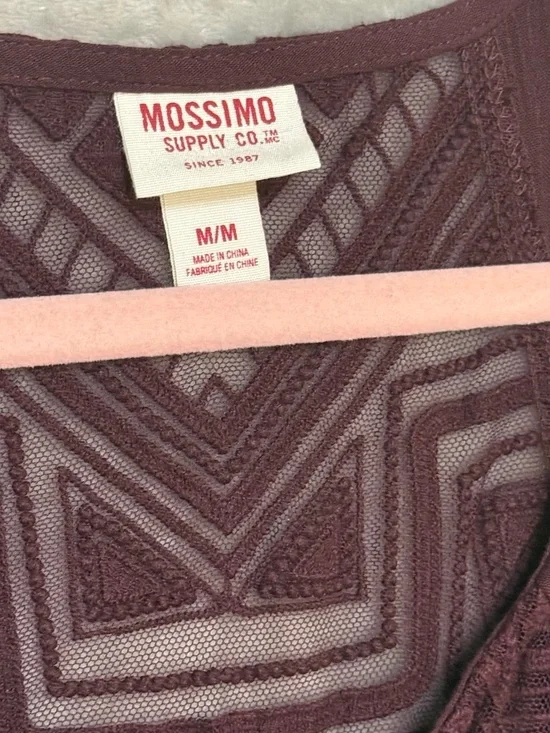 MOSSIMO
SUPPLY CO.™ MC
SINCE 1987
M/M
MADE IN CHINA
FABRIQUÉ EN CHINE